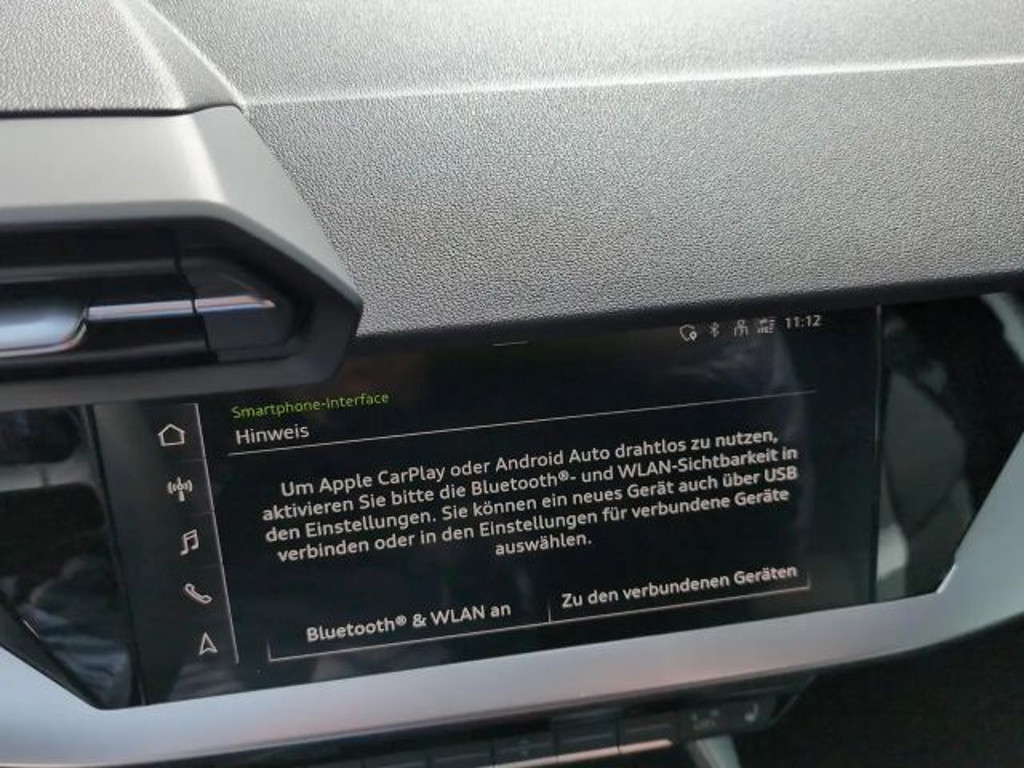 11:12
Smartphone-Interface
Hinweis
Um Apple CarPlay oder Android Auto drahtlos zu nutzen,
aktivieren Sie bitte die Bluetooth®- und WLAN-Sichtbarkeit in
den Einstellungen. Sie können ein neues Gerät auch über USB
verbinden oder in den Einstellungen für verbundene Geräte
auswählen.
Bluetooth® & WLAN an
Zu den verbundenen Geräten